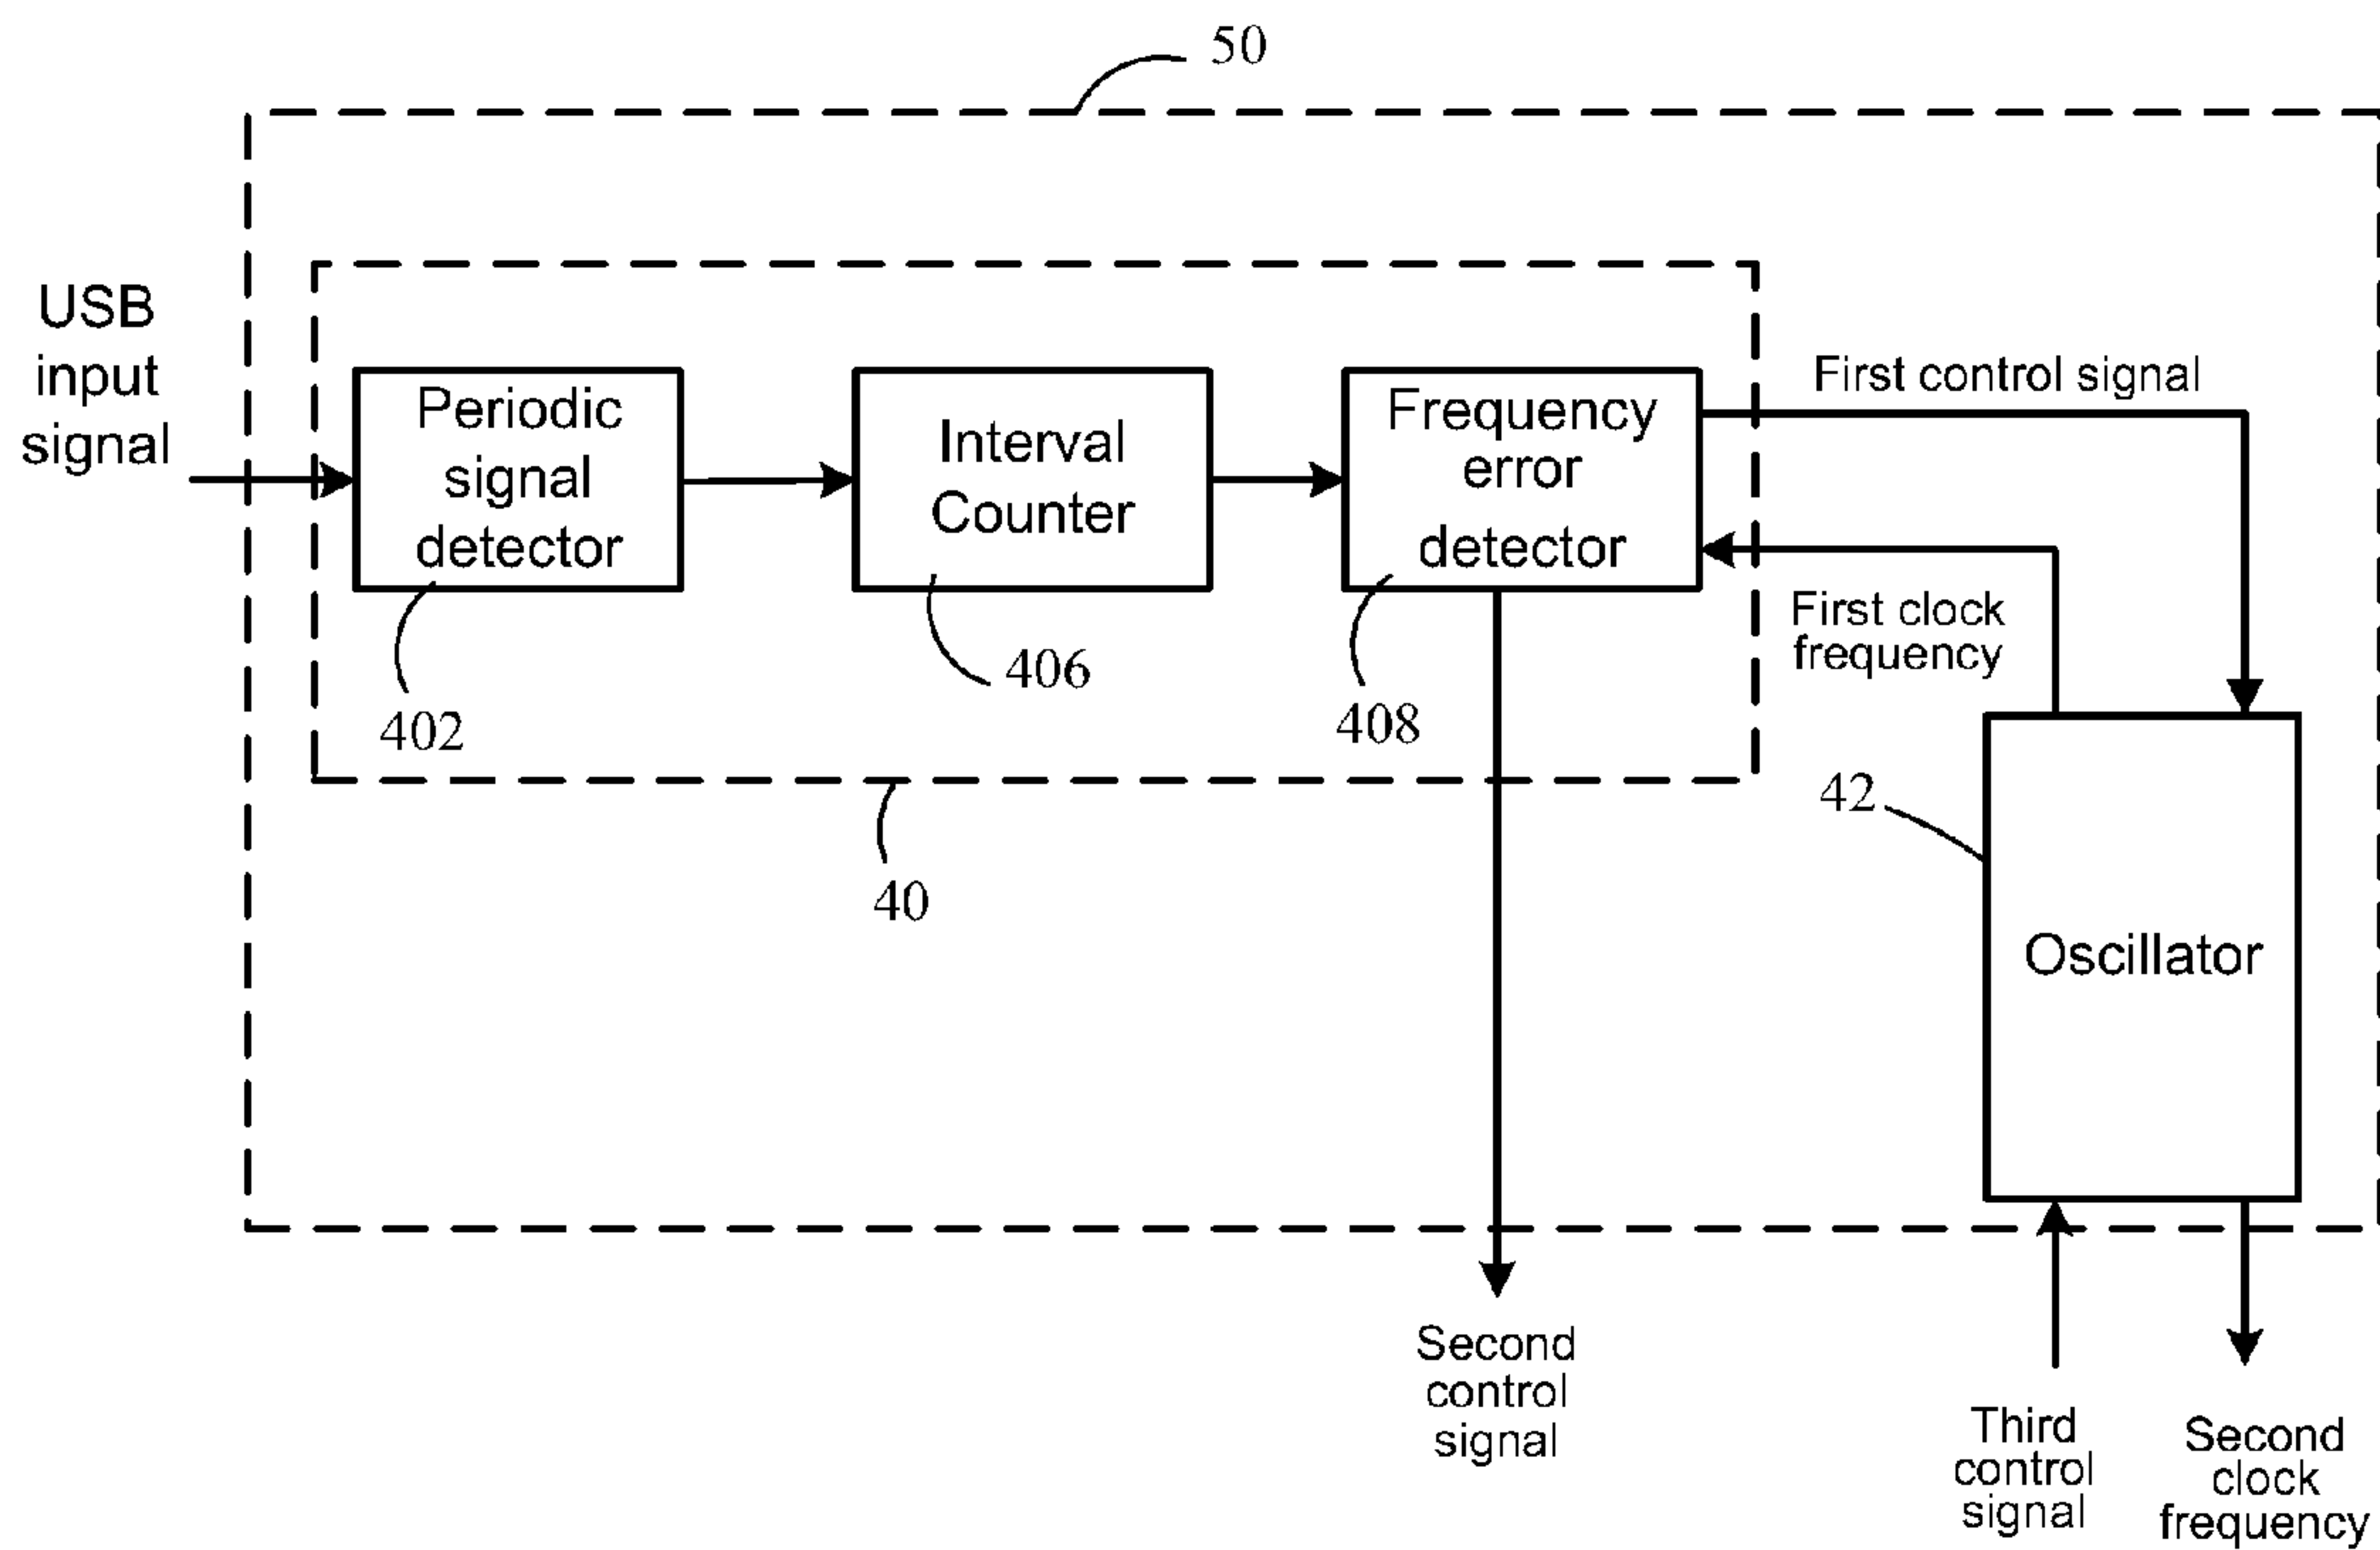 50
USB
input
signal
Periodic
signal
detector
Interval
Counter
Frequency
error
detector
First control signal
First clock
frequency
402
406
408
40
42
Oscillator
Second
control
signal
Third
control
signal
Second
clock
frequency